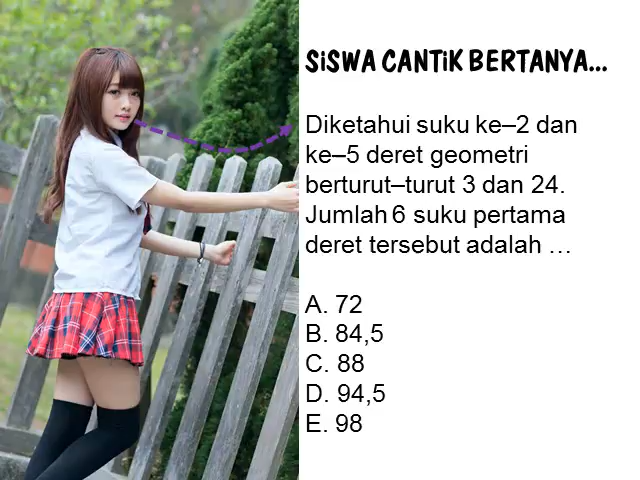 SiSWA CANTiK BERTANYA...
Diketahui suku ke–2 dan
ke–5 deret geometri
berturut–turut 3 dan 24.
Jumlah 6 suku pertama
deret tersebut adalah …
A. 72
B. 84,5
C. 88
D. 94,5
E. 98